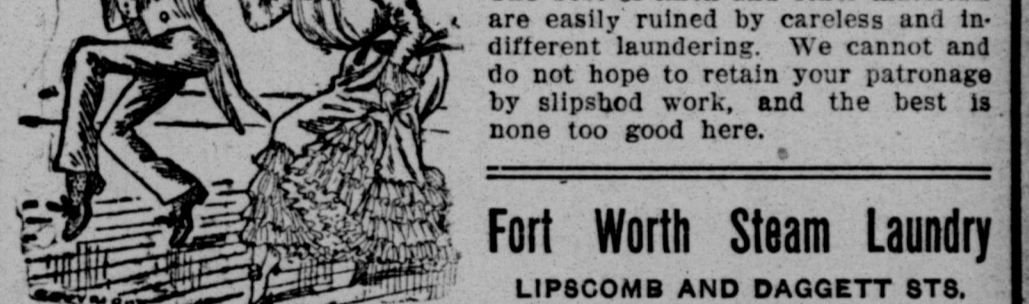 are easily ruined by careless and in-
different laundering. We cannot and
do not hope to retain your patronage
by slipshod work, and the best is
none too good here.
Fort Worth Steam Laundry
LIPSCOMB AND DAGGETT STS.